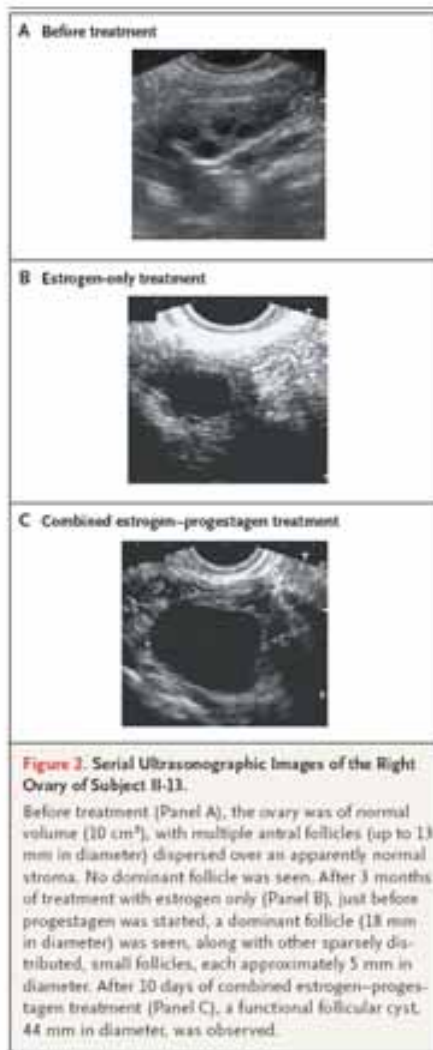 A Before treatment
B Estrogen-only treatment
C Combined estrogen–progestagen treatment
Figure 2. Serial Ultrasonographic Images of the Right
Ovary of Subject II-13.
Before treatment (Panel A), the ovary was of normal
volume (10 cm³), with multiple antral follicles (up to 13
mm in diameter) dispersed over an apparently normal
stroma. No dominant follicle was seen. After 3 months
of treatment with estrogen only (Panel B), just before
progestagen was started, a dominant follicle (18 mm
in diameter) was seen, along with other sparsely dis-
tributed, small follicles, each approximately 5 mm in
diameter. After 10 days of combined estrogen–proges-
tagen treatment (Panel C), a functional follicular cyst,
44 mm in diameter, was observed.